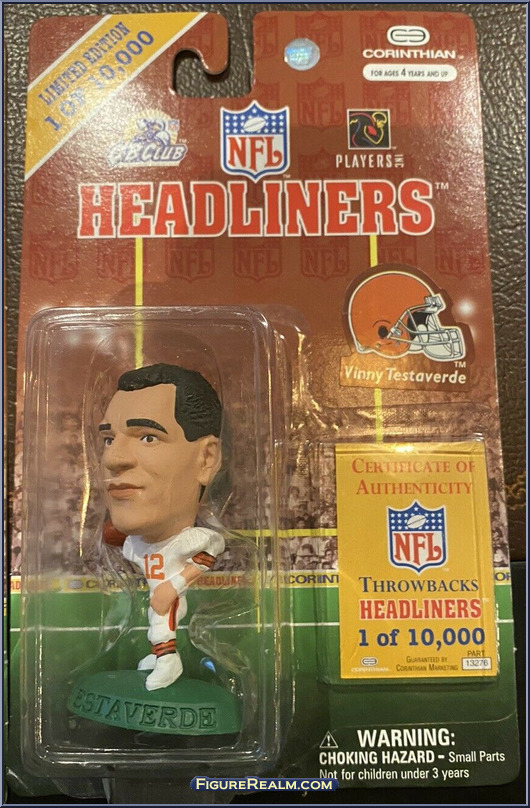 LIMITED EDITION
1 OF 10,000
Q.B. CLUB
NFL
PLAYERS INC
CORINTHIAN
FOR AGES 4 YEARS AND UP
HEADLINERS™
Vinny Testaverde
12
ESTAVERDE
CERTIFICATE OF
AUTHENTICITY
NFL
THROWBACKS
HEADLINERS
1 of 10,000
CORINTHIAN
GUARANTEED BY
CORINTHIAN MARKETING
PART
13276
WARNING:
CHOKING HAZARD - Small Parts
Not for children under 3 years
FIGUREREALM.COM